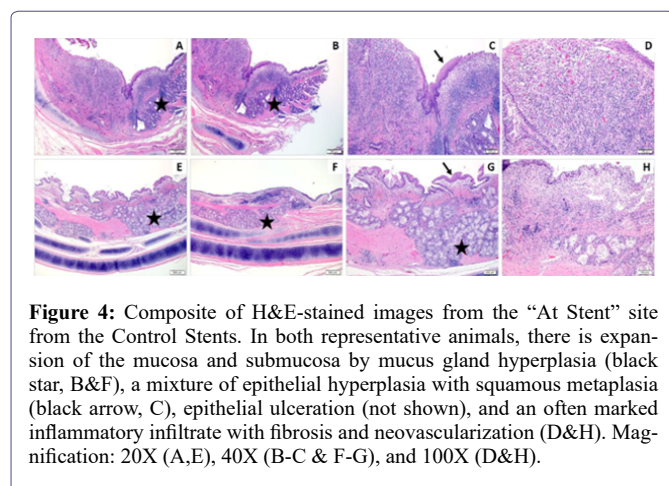 A B C D
E F G H
Figure 4: Composite of H&E-stained images from the “At Stent” site
from the Control Stents. In both representative animals, there is expan-
sion of the mucosa and submucosa by mucus gland hyperplasia (black
star, B&F), a mixture of epithelial hyperplasia with squamous metaplasia
(black arrow, C), epithelial ulceration (not shown), and an often marked
inflammatory infiltrate with fibrosis and neovascularization (D&H). Mag-
nification: 20X (A,E), 40X (B-C & F-G), and 100X (D&H).